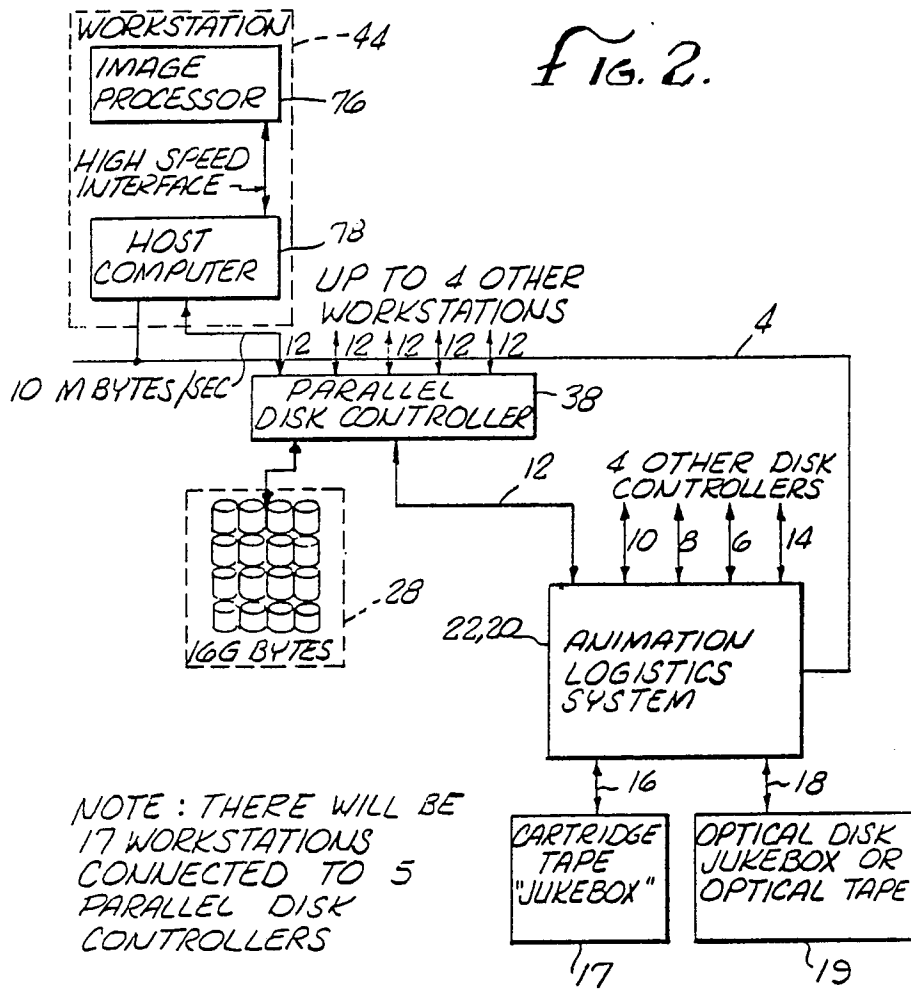 FIG. 2.
WORKSTATION
44
IMAGE
PROCESSOR
76
HIGH SPEED
INTERFACE
HOST
COMPUTER
78
UP TO 4 OTHER
WORKSTATIONS
12 12 12 12 12
4
10 M BYTES/SEC
PARALLEL
DISK CONTROLLER
38
12
4 OTHER DISK
CONTROLLERS
10 8 6 14
28
16G BYTES
22,20
ANIMATION
LOGISTICS
SYSTEM
16
18
NOTE: THERE WILL BE
17 WORKSTATIONS
CONNECTED TO 5
PARALLEL DISK
CONTROLLERS
CARTRIDGE
TAPE
"JUKEBOX"
17
OPTICAL DISK
JUKEBOX OR
OPTICAL TAPE
19